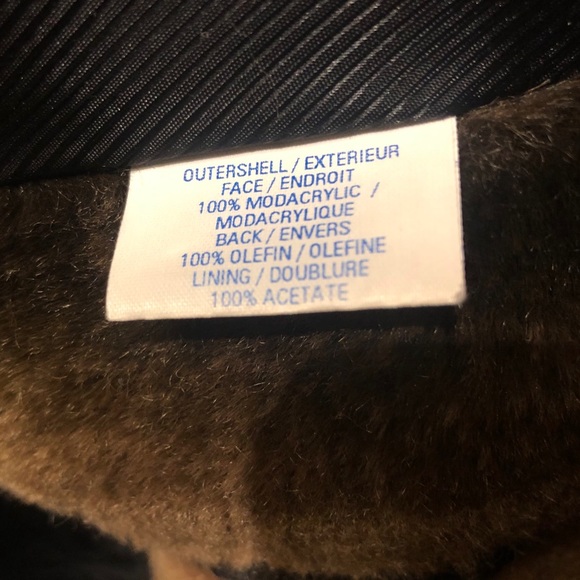 OUTERSHELL / EXTERIEUR
FACE / ENDROIT
100% MODACRYLIC /
MODACRYLIQUE
BACK / ENVERS
100% OLEFIN / OLEFINE
LINING / DOUBLURE
100% ACETATE